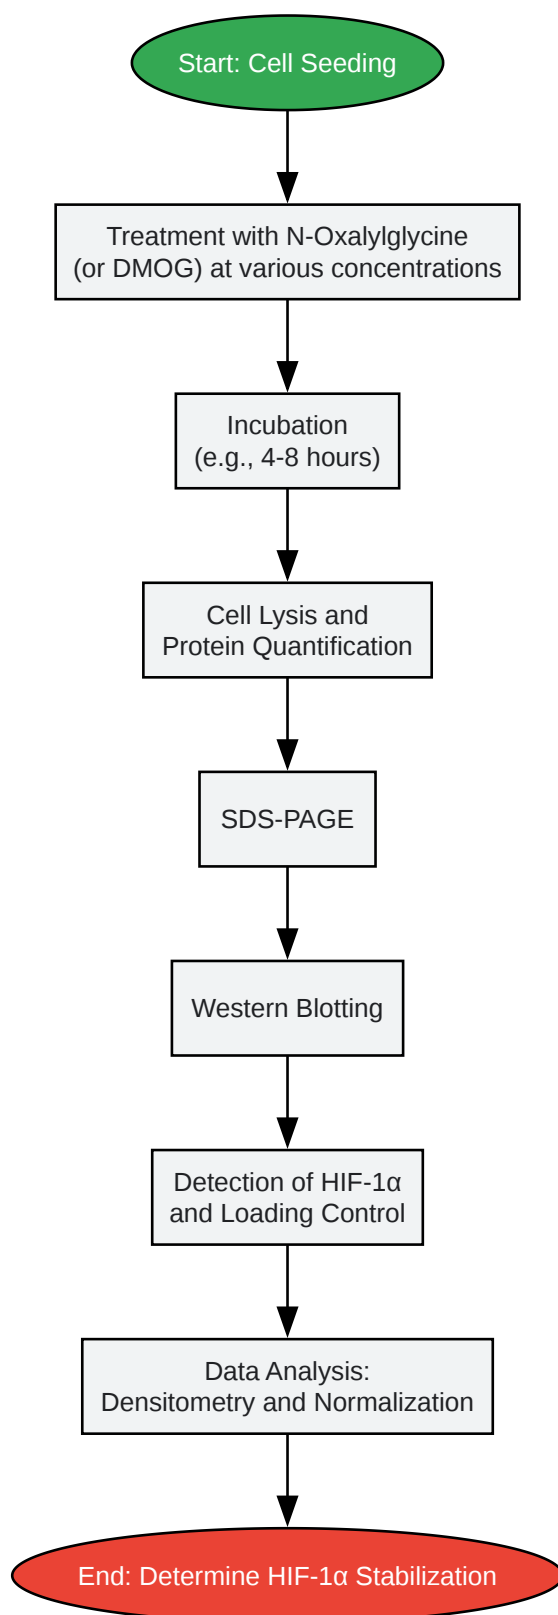 Start: Cell Seeding
Treatment with N-Oxalylglycine
(or DMOG) at various concentrations
Incubation
(e.g., 4-8 hours)
Cell Lysis and
Protein Quantification
SDS-PAGE
Western Blotting
Detection of HIF-1α
and Loading Control
Data Analysis:
Densitometry and Normalization
End: Determine HIF-1α Stabilization